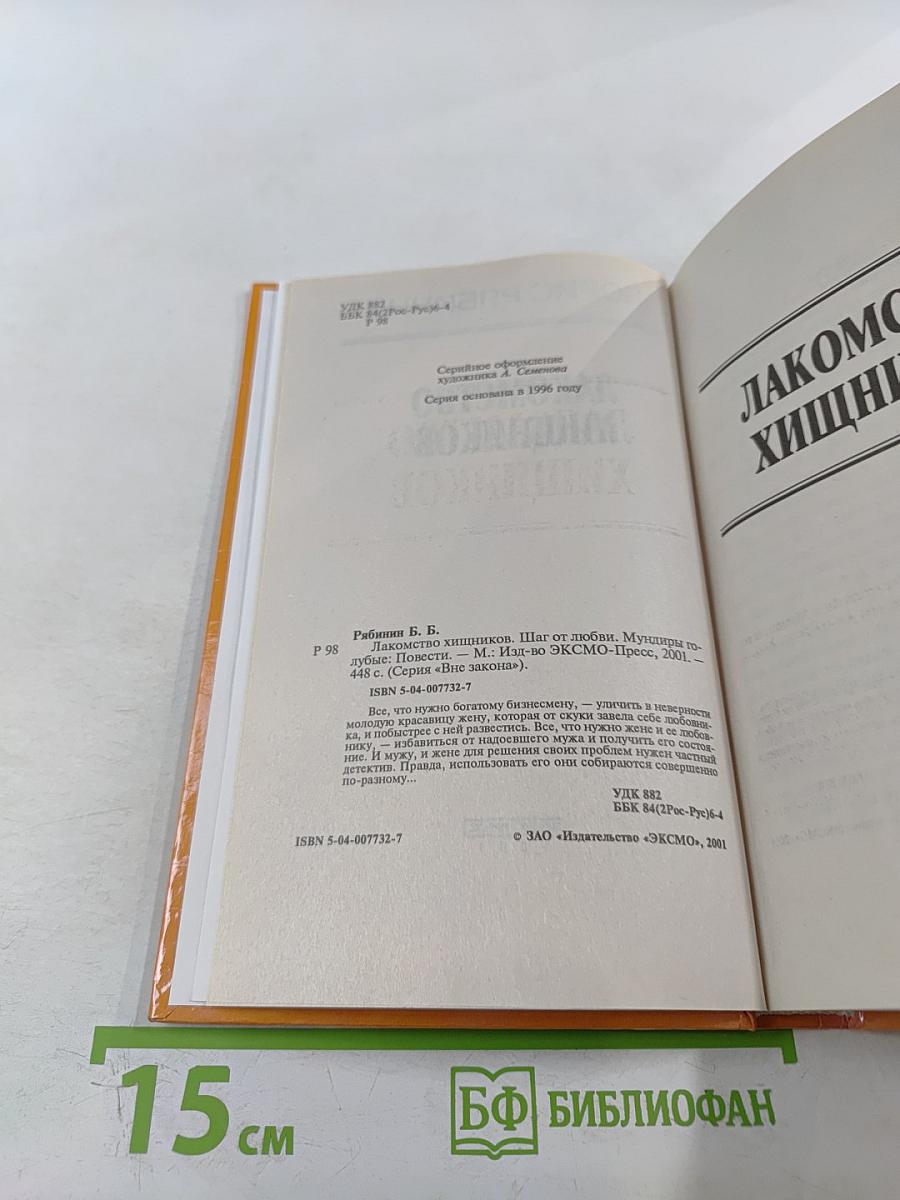 УДК 882
ББК 84(2Рос-Рус)6-4
Р 98
Серийное оформление
художника А. Семенова
Серия основана в 1996 году
Рябинин Б. Б.
Р 98 Лакомство хищников. Шаг от любви. Мундиры го-
лубые: Повести. — М.: Изд-во ЭКСМО-Пресс, 2001. —
448 с. (Серия «Вне закона»).
ISBN 5-04-007732-7
Все, что нужно богатому бизнесмену, — уличить в неверности
молодую красавицу жену, которая от скуки завела себе любовни-
ка, и побыстрее с ней развестись. Все, что нужно жене и ее любов-
нику, — избавиться от надоевшего мужа и получить его состоя-
ние. И мужу, и жене для решения своих проблем нужен частный
детектив. Правда, использовать его они собираются совершенно
по-разному...
УДК 882
ББК 84(2Рос-Рус)6-4
ISBN 5-04-007732-7 © ЗАО «Издательство «ЭКСМО», 2001
ЛАКОМС
ХИЩНИ
15 см
БФ БИБЛИОФАН